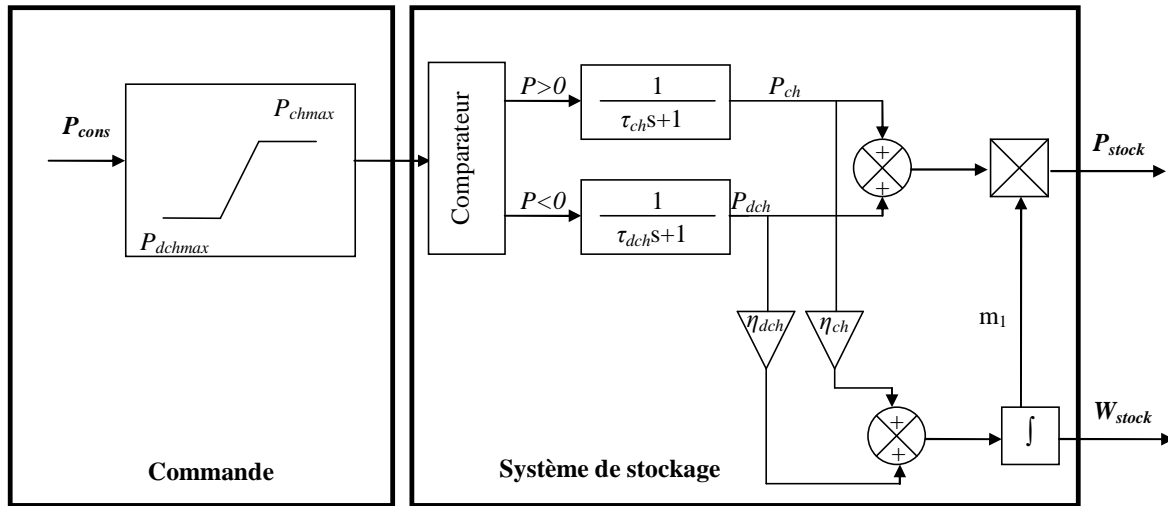 P_cons
P_chmax
P_dchmax
Commande
Comparateur
P>0
1
τ_ch s+1
P_ch
P<0
1
τ_dch s+1
P_dch
+
+
P_stock
η_dch
η_ch
m₁
+
+
∫
W_stock
Système de stockage